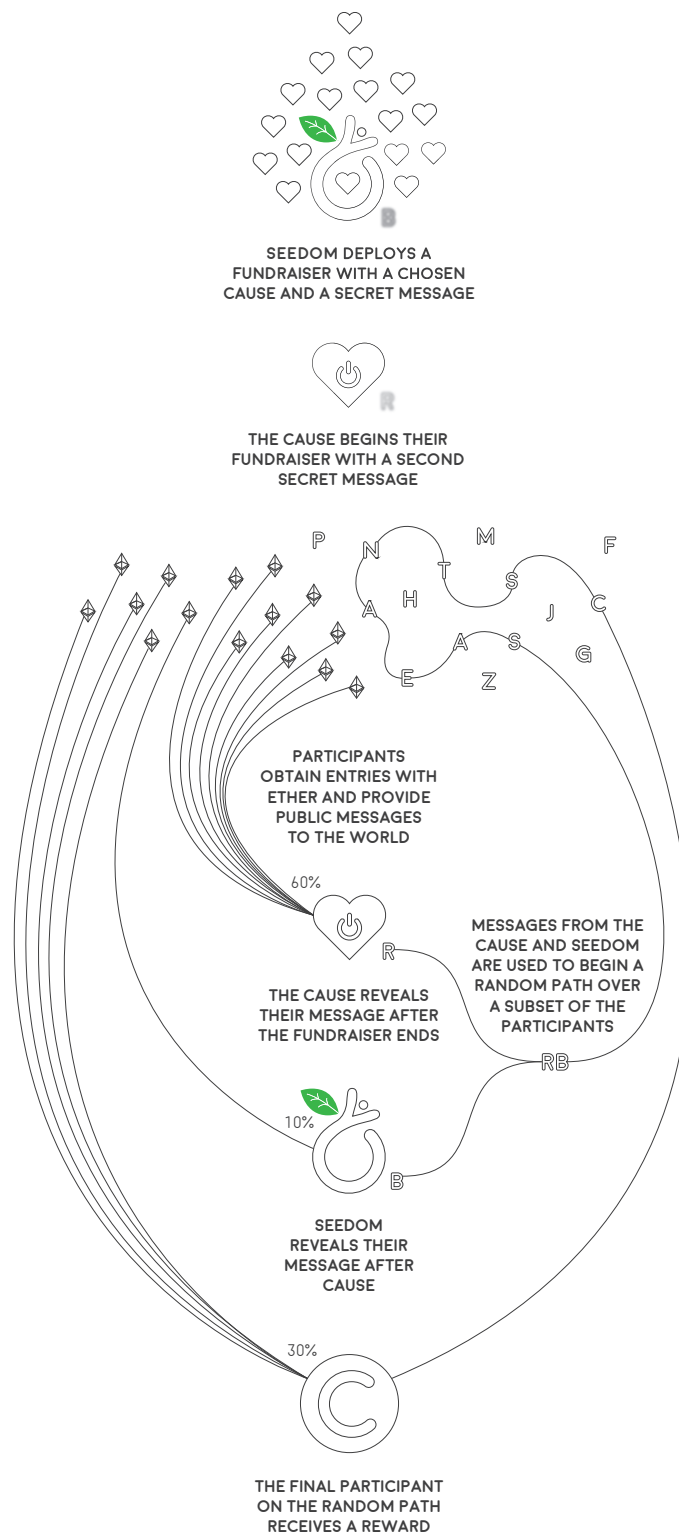 B
SEEDOM DEPLOYS A
FUNDRAISER WITH A CHOSEN
CAUSE AND A SECRET MESSAGE
R
THE CAUSE BEGINS THEIR
FUNDRAISER WITH A SECOND
SECRET MESSAGE
P
N
M
F
T
S
A
H
J
C
A
S
G
E
Z
PARTICIPANTS
OBTAIN ENTRIES WITH
ETHER AND PROVIDE
PUBLIC MESSAGES
TO THE WORLD
60%
R
THE CAUSE REVEALS
THEIR MESSAGE AFTER
THE FUNDRAISER ENDS
MESSAGES FROM THE
CAUSE AND SEEDOM
ARE USED TO BEGIN A
RANDOM PATH OVER
A SUBSET OF THE
PARTICIPANTS
RB
10%
B
SEEDOM
REVEALS THEIR
MESSAGE AFTER
CAUSE
30%
C
THE FINAL PARTICIPANT
ON THE RANDOM PATH
RECEIVES A REWARD